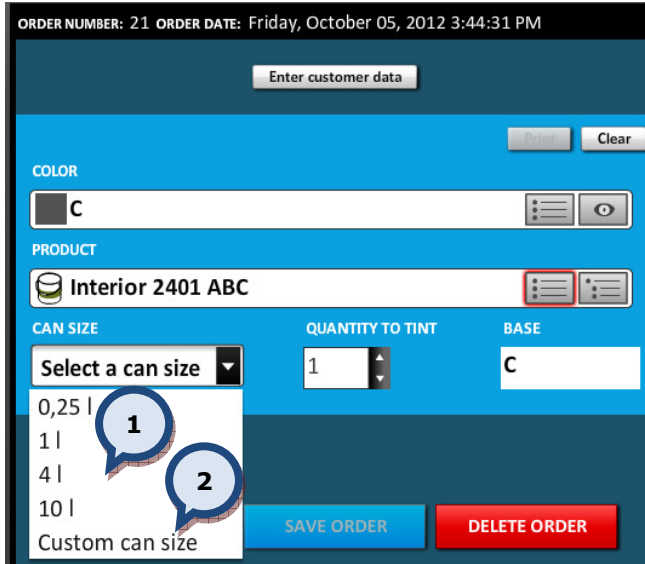 ORDER NUMBER: 21 ORDER DATE: Friday, October 05, 2012 3:44:31 PM
Enter customer data
Print Clear
COLOR
C
PRODUCT
Interior 2401 ABC
CAN SIZE QUANTITY TO TINT BASE
Select a can size 1 C
0,25 l
1
1 l
4 l
2
10 l
SAVE ORDER DELETE ORDER
Custom can size